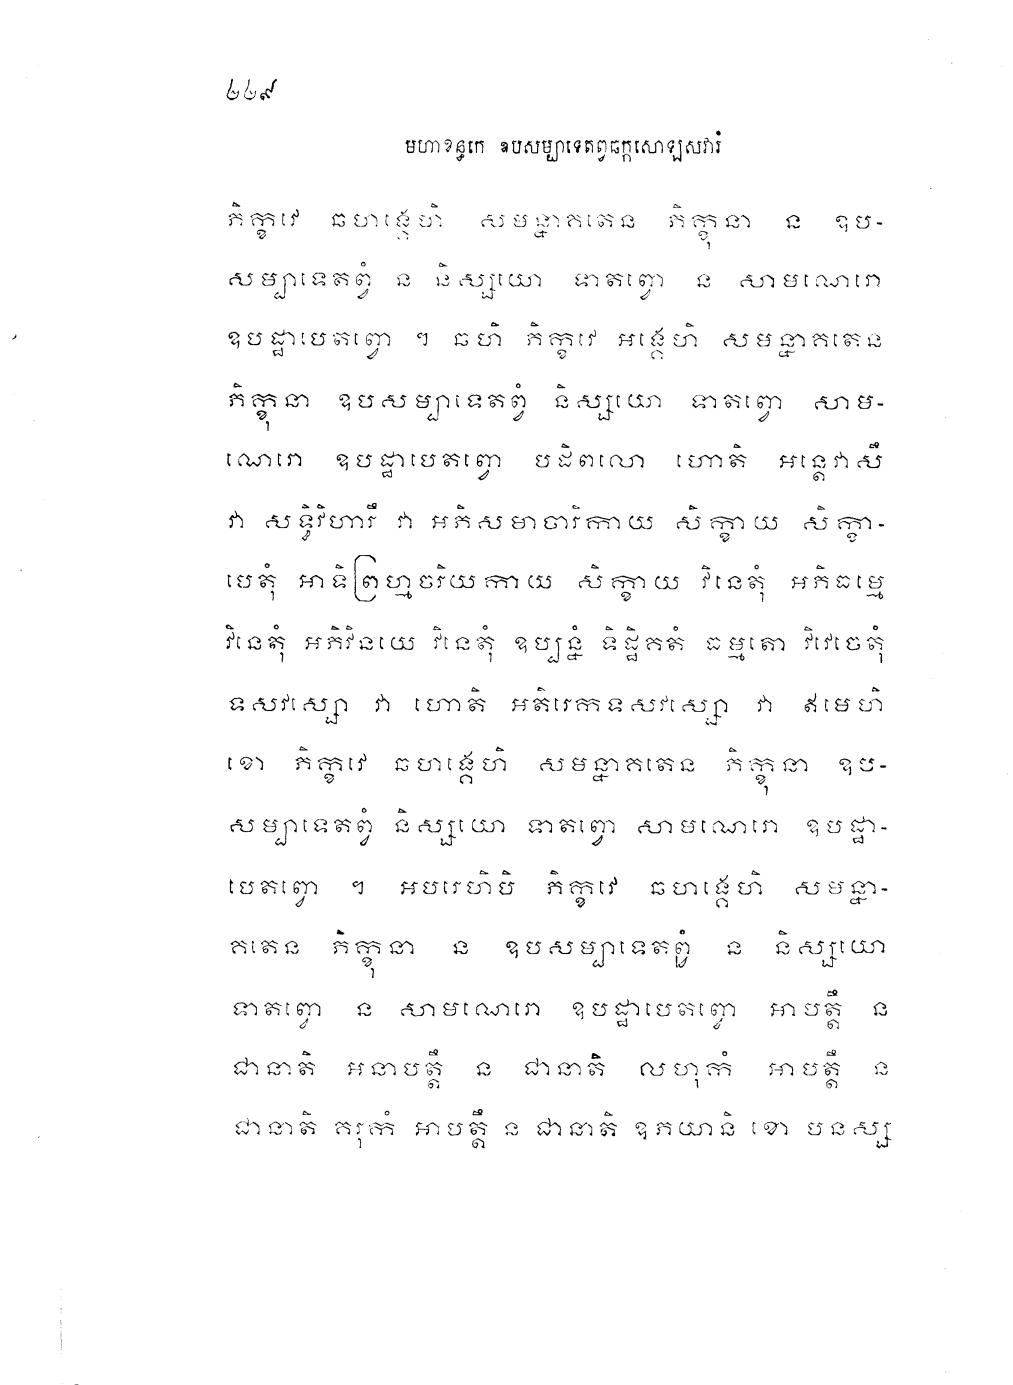 ២២៩
មហាខន្ធកេ ឧបសម្បាទេតព្វឆក្កសោឡសវារំ
ភិក្ខវេ ឆហង្គេហិ សមន្នាគតេន ភិក្ខុនា ន ឧប-
សម្បាទេតព្វំ ន និស្សយោ ទាតព្វោ ន សាមណេរោ
ឧបដ្ឋាបេតព្វោ ។ ឆហិ ភិក្ខវេ អង្គេហិ សមន្នាគតេន
ភិក្ខុនា ឧបសម្បាទេតព្វំ និស្សយោ ទាតព្វោ សាម-
ណេរោ ឧបដ្ឋាបេតព្វោ បដិពលោ ហោតិ អន្តេវាសឹ
វា សទ្ធិវិហារឹ វា អភិសមាចារិកាយ សិក្ខាយ សិក្ខា-
បេតុំ អាទិព្រហ្មចរិយកាយ សិក្ខាយ វិនេតុំ អភិធម្មេ
វិនេតុំ អភិវិនយេ វិនេតុំ ឧប្បន្នំ ទិដ្ឋិគតំ ធម្មតោ វិវេចេតុំ
ទសវស្សោ វា ហោតិ អតិរេកទសវស្សោ វា ឥមេហិ
ខោ ភិក្ខវេ ឆហង្គេហិ សមន្នាគតេន ភិក្ខុនា ឧប-
សម្បាទេតព្វំ និស្សយោ ទាតព្វោ សាមណេរោ ឧបដ្ឋា-
បេតព្វោ ។ អបរេហិបិ ភិក្ខវេ ឆហង្គេហិ សមន្នា-
គតេន ភិក្ខុនា ន ឧបសម្បាទេតព្វំ ន និស្សយោ
ទាតព្វោ ន សាមណេរោ ឧបដ្ឋាបេតព្វោ អាបត្តឹ ន
ជានាតិ អនាបត្តឹ ន ជានាតិ លហុកំ អាបត្តឹ ន
ជានាតិ គរុកំ អាបត្តឹ ន ជានាតិ ឧភយានិ ខោ បនស្ស